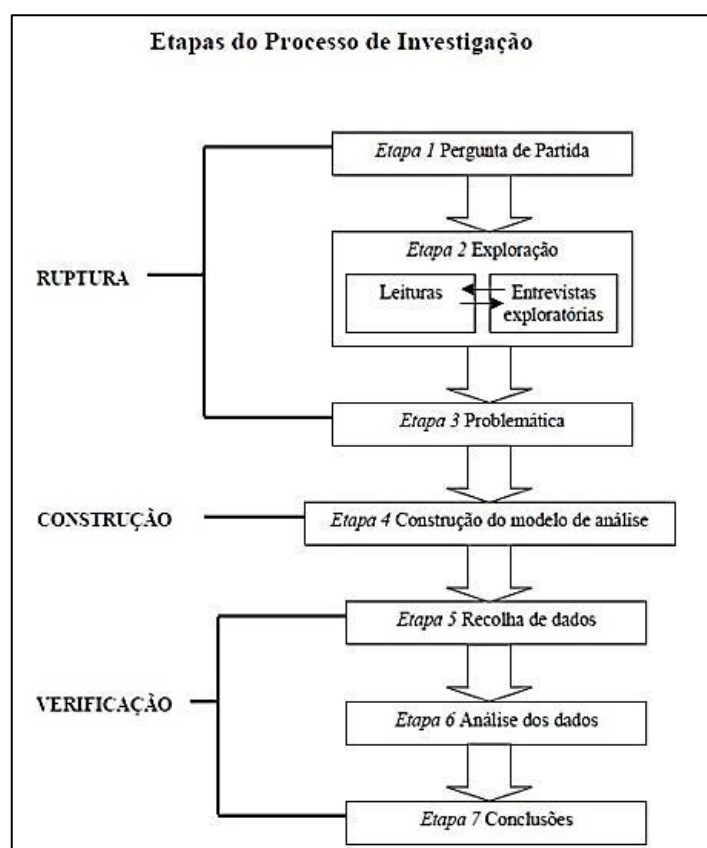 Etapas do Processo de Investigação
Etapa 1 Pergunta de Partida
Etapa 2 Exploração
RUPTURA
Leituras
Entrevistas
exploratórias
Etapa 3 Problemática
CONSTRUÇÃO
Etapa 4 Construção do modelo de análise
Etapa 5 Recolha de dados
VERIFICAÇÃO
Etapa 6 Análise dos dados
Etapa 7 Conclusões